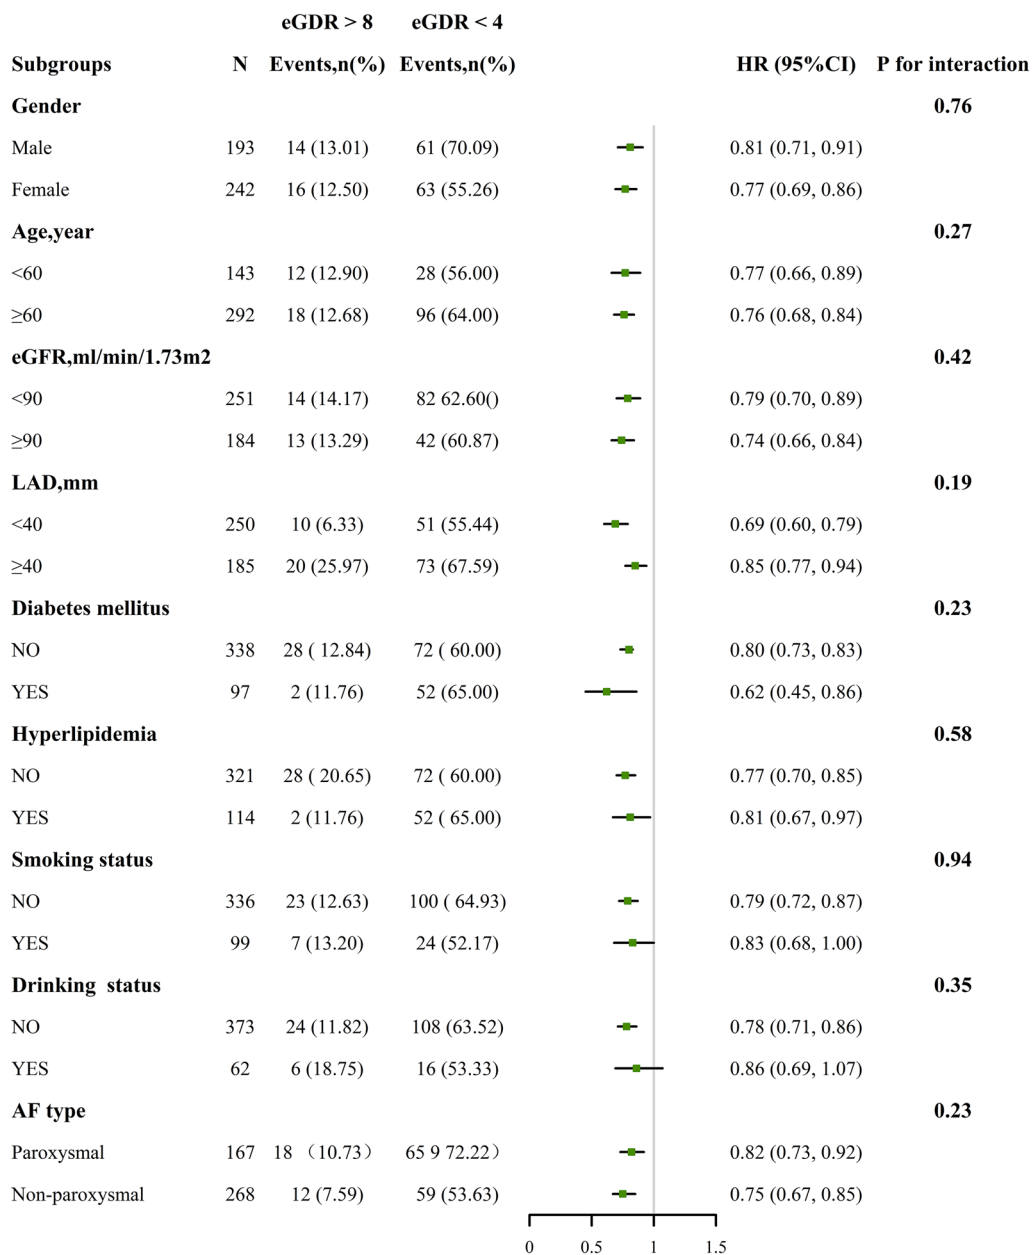 eGDR > 8 eGDR < 4
Subgroups N Events,n(%) Events,n(%) HR (95%CI) P for interaction
Gender 0.76
Male 193 14 (13.01) 61 (70.09) 0.81 (0.71, 0.91)
Female 242 16 (12.50) 63 (55.26) 0.77 (0.69, 0.86)
Age,year 0.27
<60 143 12 (12.90) 28 (56.00) 0.77 (0.66, 0.89)
≥60 292 18 (12.68) 96 (64.00) 0.76 (0.68, 0.84)
eGFR,ml/min/1.73m2 0.42
<90 251 14 (14.17) 82 62.60() 0.79 (0.70, 0.89)
≥90 184 13 (13.29) 42 (60.87) 0.74 (0.66, 0.84)
LAD,mm 0.19
<40 250 10 (6.33) 51 (55.44) 0.69 (0.60, 0.79)
≥40 185 20 (25.97) 73 (67.59) 0.85 (0.77, 0.94)
Diabetes mellitus 0.23
NO 338 28 ( 12.84) 72 ( 60.00) 0.80 (0.73, 0.83)
YES 97 2 (11.76) 52 (65.00) 0.62 (0.45, 0.86)
Hyperlipidemia 0.58
NO 321 28 ( 20.65) 72 ( 60.00) 0.77 (0.70, 0.85)
YES 114 2 (11.76) 52 ( 65.00) 0.81 (0.67, 0.97)
Smoking status 0.94
NO 336 23 (12.63) 100 ( 64.93) 0.79 (0.72, 0.87)
YES 99 7 (13.20) 24 (52.17) 0.83 (0.68, 1.00)
Drinking  status 0.35
NO 373 24 (11.82) 108 (63.52) 0.78 (0.71, 0.86)
YES 62 6 (18.75) 16 (53.33) 0.86 (0.69, 1.07)
AF type 0.23
Paroxysmal 167 18 （10.73） 65 9 72.22） 0.82 (0.73, 0.92)
Non-paroxysmal 268 12 (7.59) 59 (53.63) 0.75 (0.67, 0.85)
0 0.5 1 1.5